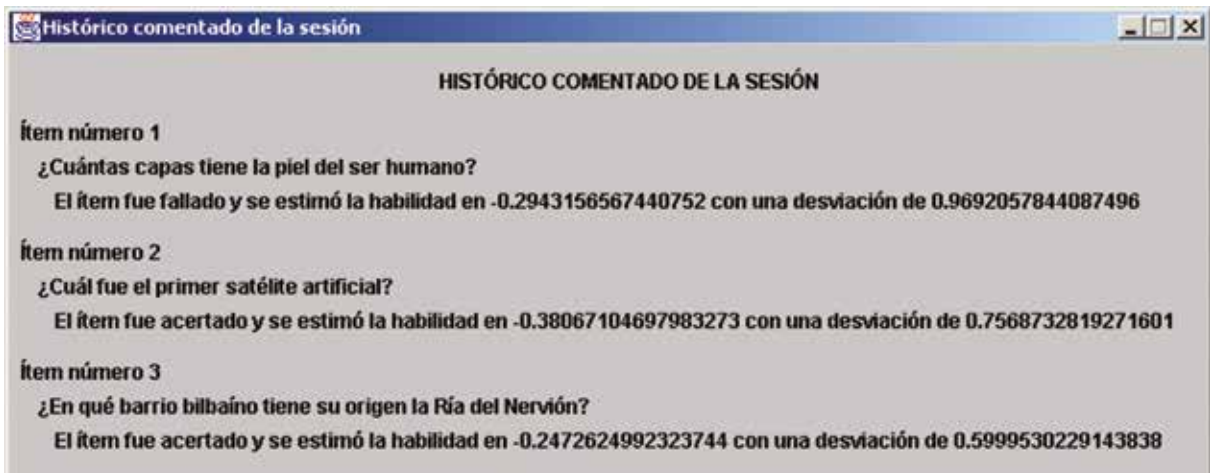 Histórico comentado de la sesión
HISTÓRICO COMENTADO DE LA SESIÓN
Ítem número 1
¿Cuántas capas tiene la piel del ser humano?
El ítem fue fallado y se estimó la habilidad en -0.2943156567440752 con una desviación de 0.9692057844087496
Ítem número 2
¿Cuál fue el primer satélite artificial?
El ítem fue acertado y se estimó la habilidad en -0.38067104697983273 con una desviación de 0.7568732819271601
Ítem número 3
¿En qué barrio bilbaíno tiene su origen la Ría del Nervión?
El ítem fue acertado y se estimó la habilidad en -0.2472624992323744 con una desviación de 0.5999530229143838